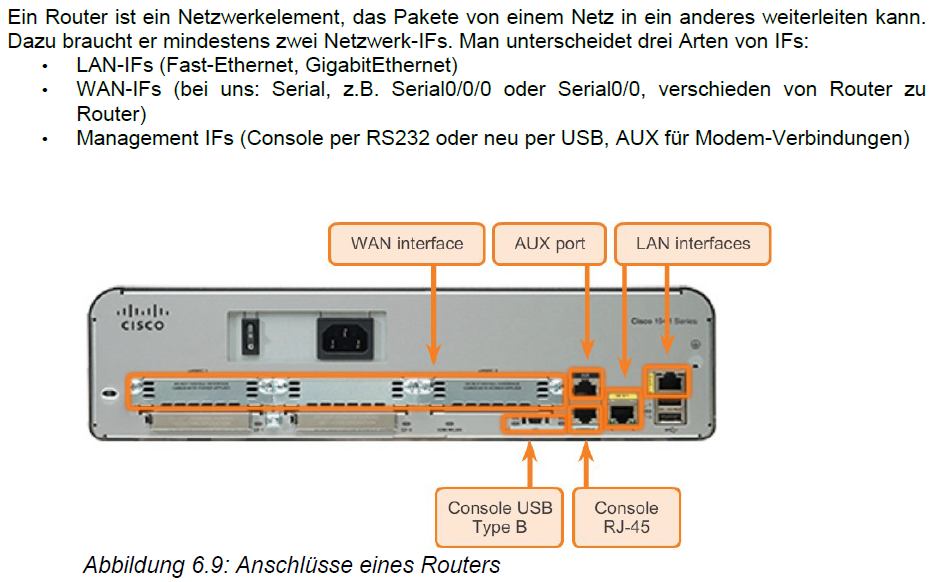 Ein Router ist ein Netzwerkelement, das Pakete von einem Netz in ein anderes weiterleiten kann.
Dazu braucht er mindestens zwei Netzwerk-IFs. Man unterscheidet drei Arten von IFs:
• LAN-IFs (Fast-Ethernet, GigabitEthernet)
• WAN-IFs (bei uns: Serial, z.B. Serial0/0/0 oder Serial0/0, verschieden von Router zu
Router)
• Management IFs (Console per RS232 oder neu per USB, AUX für Modem-Verbindungen)
WAN interface
AUX port
LAN interfaces
CISCO
Cisco Series
Console USB
Type B
Console
RJ-45
Abbildung 6.9: Anschlüsse eines Routers